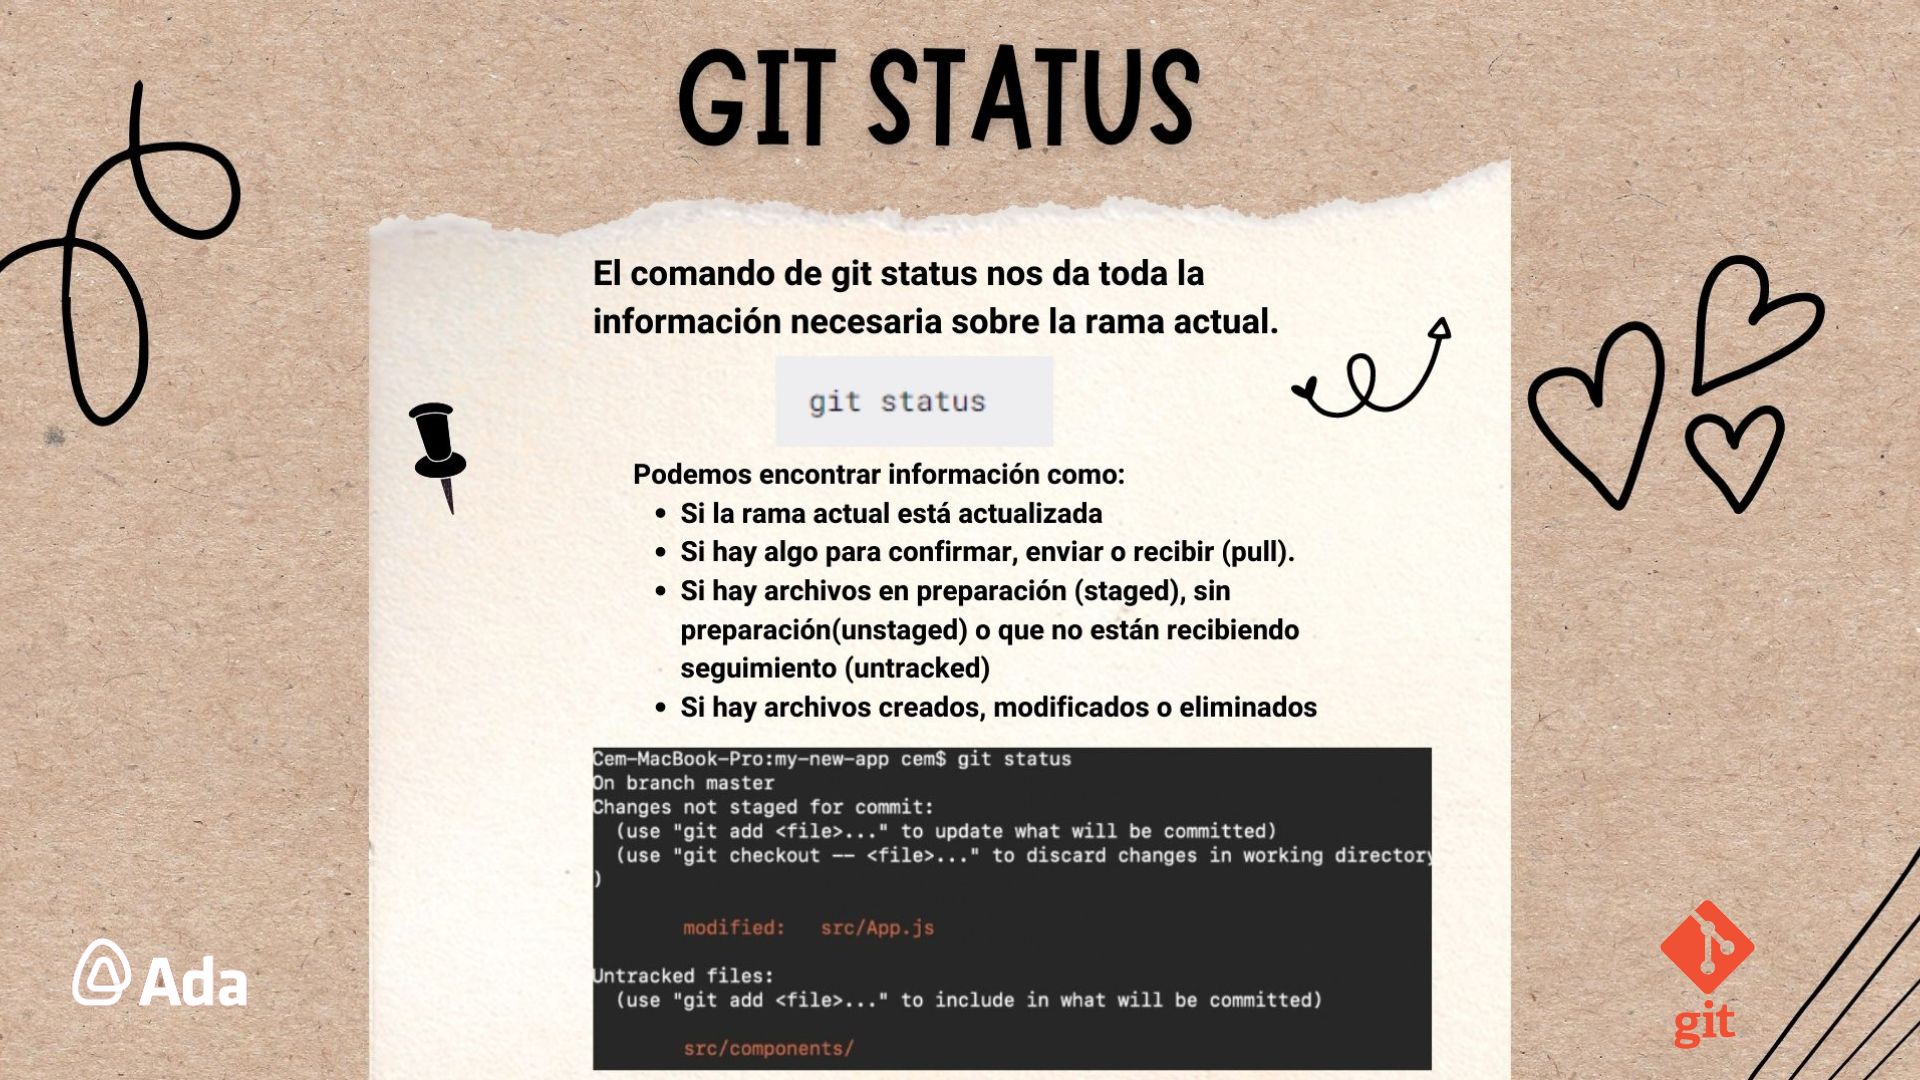 GIT STATUS
El comando de git status nos da toda la
información necesaria sobre la rama actual.
git status
Podemos encontrar información como:
• Si la rama actual está actualizada
• Si hay algo para confirmar, enviar o recibir (pull).
• Si hay archivos en preparación (staged), sin
preparación(unstaged) o que no están recibiendo
seguimiento (untracked)
• Si hay archivos creados, modificados o eliminados
Cem-MacBook-Pro:my-new-app cem$ git status
On branch master
Changes not staged for commit:
  (use "git add <file>..." to update what will be committed)
  (use "git checkout -- <file>..." to discard changes in working directory
)
        modified:   src/App.js
Untracked files:
  (use "git add <file>..." to include in what will be committed)
        src/components/
Ada
git